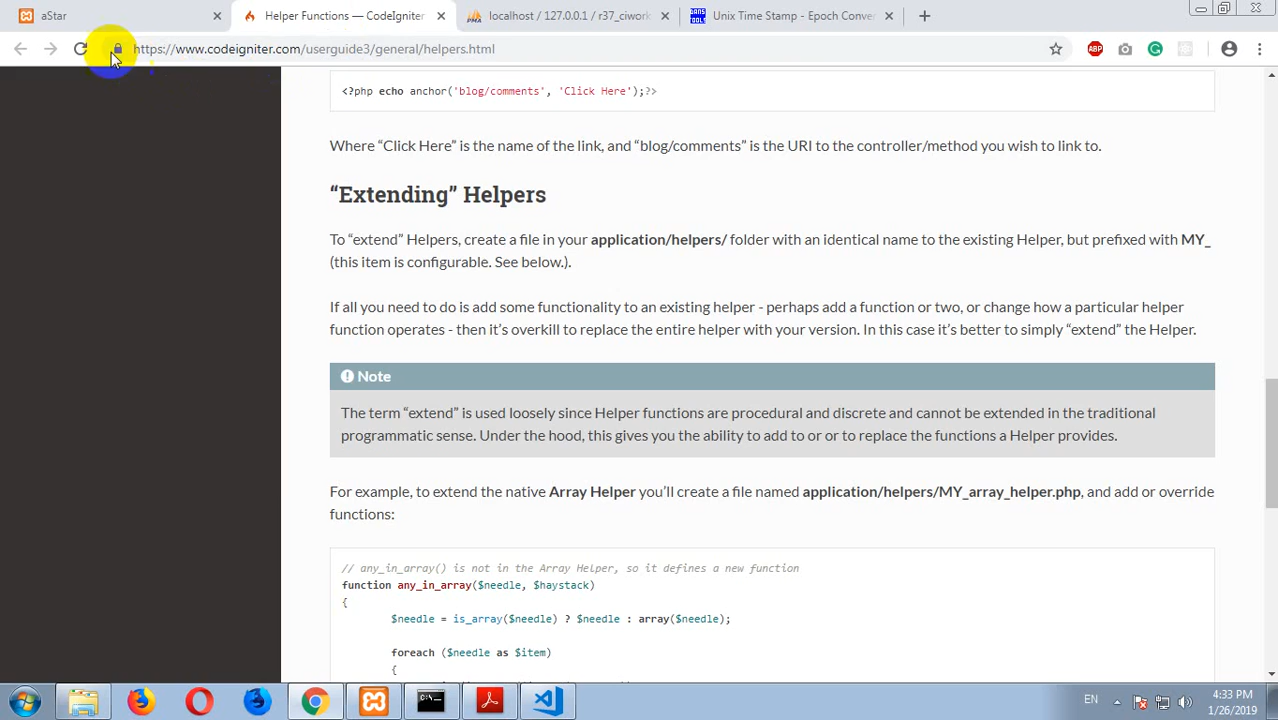 aStar
Helper Functions — CodeIgniter
localhost / 127.0.0.1 / r37_ciwork
Unix Time Stamp - Epoch Conver
https://www.codeigniter.com/userguide3/general/helpers.html
<?php echo anchor('blog/comments', 'Click Here');?>
Where “Click Here” is the name of the link, and “blog/comments” is the URI to the controller/method you wish to link to.
“Extending” Helpers
To “extend” Helpers, create a file in your application/helpers/ folder with an identical name to the existing Helper, but prefixed with MY_
(this item is configurable. See below.).
If all you need to do is add some functionality to an existing helper - perhaps add a function or two, or change how a particular helper
function operates - then it’s overkill to replace the entire helper with your version. In this case it’s better to simply “extend” the Helper.
Note
The term “extend” is used loosely since Helper functions are procedural and discrete and cannot be extended in the traditional
programmatic sense. Under the hood, this gives you the ability to add to or or to replace the functions a Helper provides.
For example, to extend the native Array Helper you’ll create a file named application/helpers/MY_array_helper.php, and add or override
functions:
// any_in_array() is not in the Array Helper, so it defines a new function
function any_in_array($needle, $haystack)
{
$needle = is_array($needle) ? $needle : array($needle);
foreach ($needle as $item)
{
EN
4:33 PM
1/26/2019